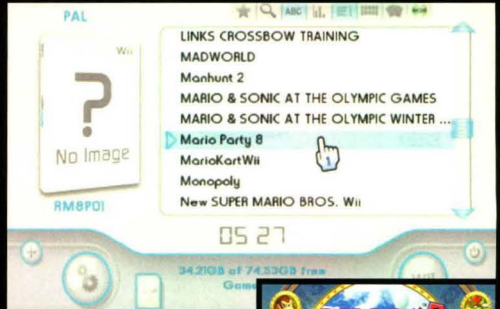 PAL
ABC
Wii
?
No Image
RM8P01
LINKS CROSSBOW TRAINING
MADWORLD
Manhunt 2
MARIO & SONIC AT THE OLYMPIC GAMES
MARIO & SONIC AT THE OLYMPIC WINTER ...
Mario Party 8
1
MarioKartWii
Monopoly
New SUPER MARIO BROS. Wii
05 27
34.21GB of 74.53GB free
Wii